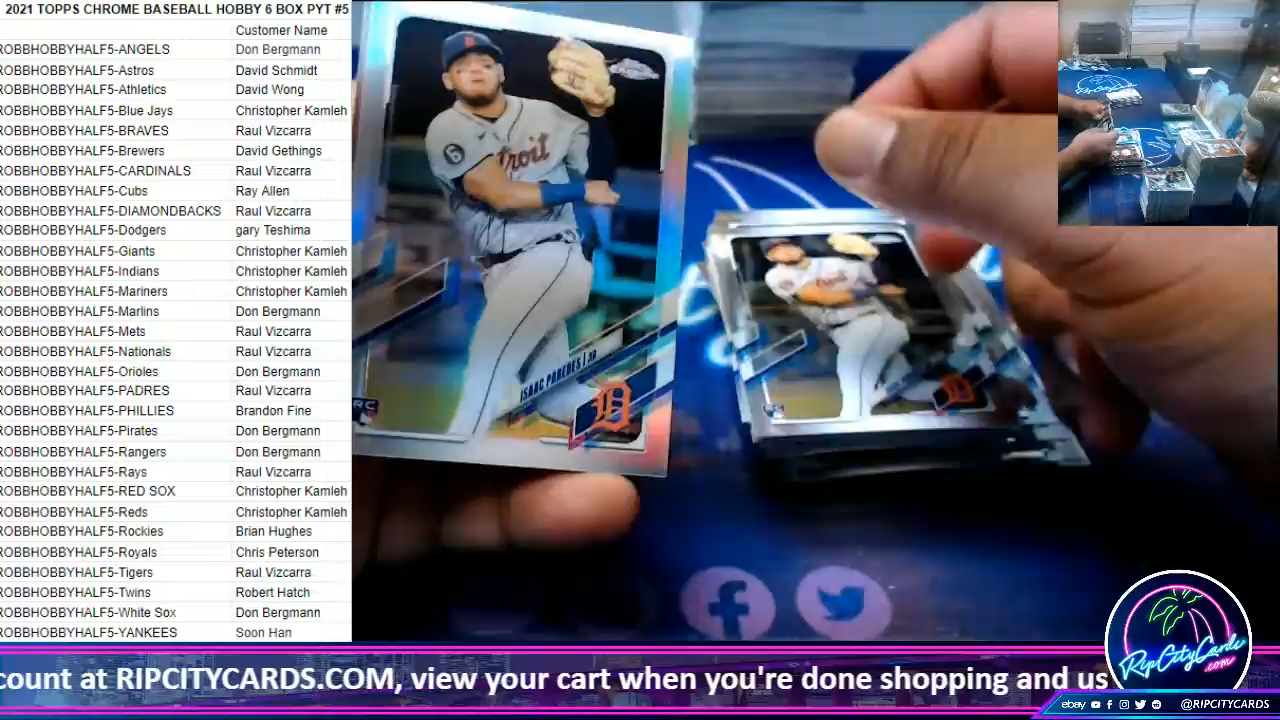 2021 TOPPS CHROME BASEBALL HOBBY 6 BOX PYT #5
Customer Name
ROBBHOBBYHALF5-ANGELS Don Bergmann
ROBBHOBBYHALF5-Astros David Schmidt
ROBBHOBBYHALF5-Athletics David Wong
ROBBHOBBYHALF5-Blue Jays Christopher Kamleh
ROBBHOBBYHALF5-BRAVES Raul Vizcarra
ROBBHOBBYHALF5-Brewers David Gethings
ROBBHOBBYHALF5-CARDINALS Raul Vizcarra
ROBBHOBBYHALF5-Cubs Ray Allen
ROBBHOBBYHALF5-DIAMONDBACKS Raul Vizcarra
ROBBHOBBYHALF5-Dodgers gary Teshima
ROBBHOBBYHALF5-Giants Christopher Kamleh
ROBBHOBBYHALF5-Indians Christopher Kamleh
ROBBHOBBYHALF5-Mariners Christopher Kamleh
ROBBHOBBYHALF5-Marlins Don Bergmann
ROBBHOBBYHALF5-Mets Raul Vizcarra
ROBBHOBBYHALF5-Nationals Raul Vizcarra
ROBBHOBBYHALF5-Orioles Don Bergmann
ROBBHOBBYHALF5-PADRES Raul Vizcarra
ROBBHOBBYHALF5-PHILLIES Brandon Fine
ROBBHOBBYHALF5-Pirates Don Bergmann
ROBBHOBBYHALF5-Rangers Don Bergmann
ROBBHOBBYHALF5-Rays Raul Vizcarra
ROBBHOBBYHALF5-RED SOX Christopher Kamleh
ROBBHOBBYHALF5-Reds Christopher Kamleh
ROBBHOBBYHALF5-Rockies Brian Hughes
ROBBHOBBYHALF5-Royals Chris Peterson
ROBBHOBBYHALF5-Tigers Raul Vizcarra
ROBBHOBBYHALF5-Twins Robert Hatch
ROBBHOBBYHALF5-White Sox Don Bergmann
ROBBHOBBYHALF5-YANKEES Soon Han
Detroit
6
ISAAC PAREDES | 3B
D
RC
count at RIPCITYCARDS.COM, view your cart when you're done shopping and us
RipCityCards
.com
ebay @RIPCITYCARDS